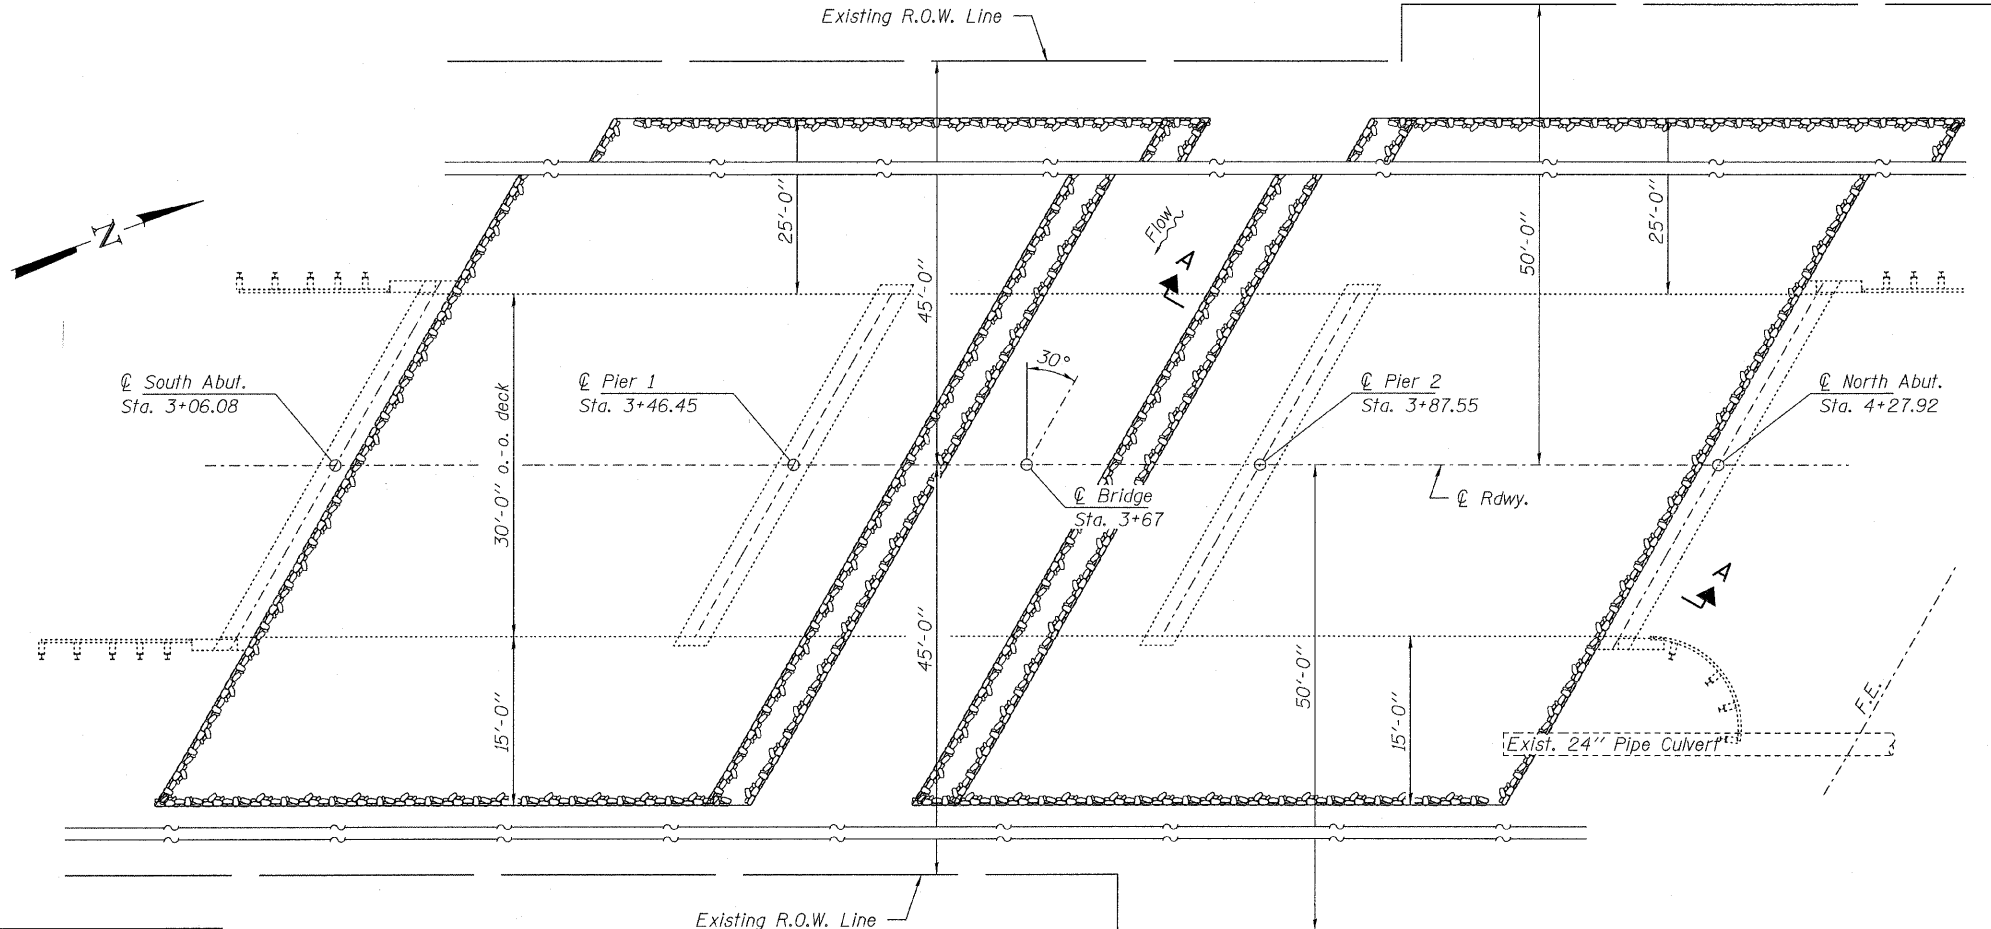 Existing R.O.W. Line
N
25'-0"
45'-0"
Flow
A
50'-0"
25'-0"
30°
℄ South Abut.
Sta. 3+06.08
30'-0" o.-o. deck
℄ Pier 1
Sta. 3+46.45
℄ Pier 2
Sta. 3+87.55
℄ North Abut.
Sta. 4+27.92
℄ Bridge
Sta. 3+67
℄ Rdwy.
A
15'-0"
45'-0"
50'-0"
15'-0"
F.E.
Exist. 24" Pipe Culvert
Existing R.O.W. Line